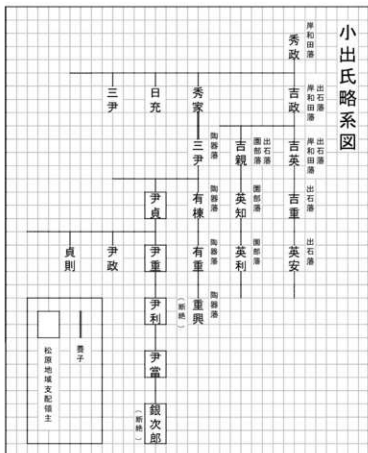 小出氏略系図
岸和田藩
秀政
出石藩
岸和田藩
吉政
秀家
日充
三尹
出石藩
岸和田藩
吉英
出石藩
園部藩
吉親
陶器藩
三尹
出石藩
吉重
園部藩
英知
陶器藩
有棟
尹貞
出石藩
英安
園部藩
英利
陶器藩
有重
尹重
尹政
貞則
陶器藩
重興
(断絶)
尹利
尹當
銀次郎
(断絶)
養子
松原地域支配領主